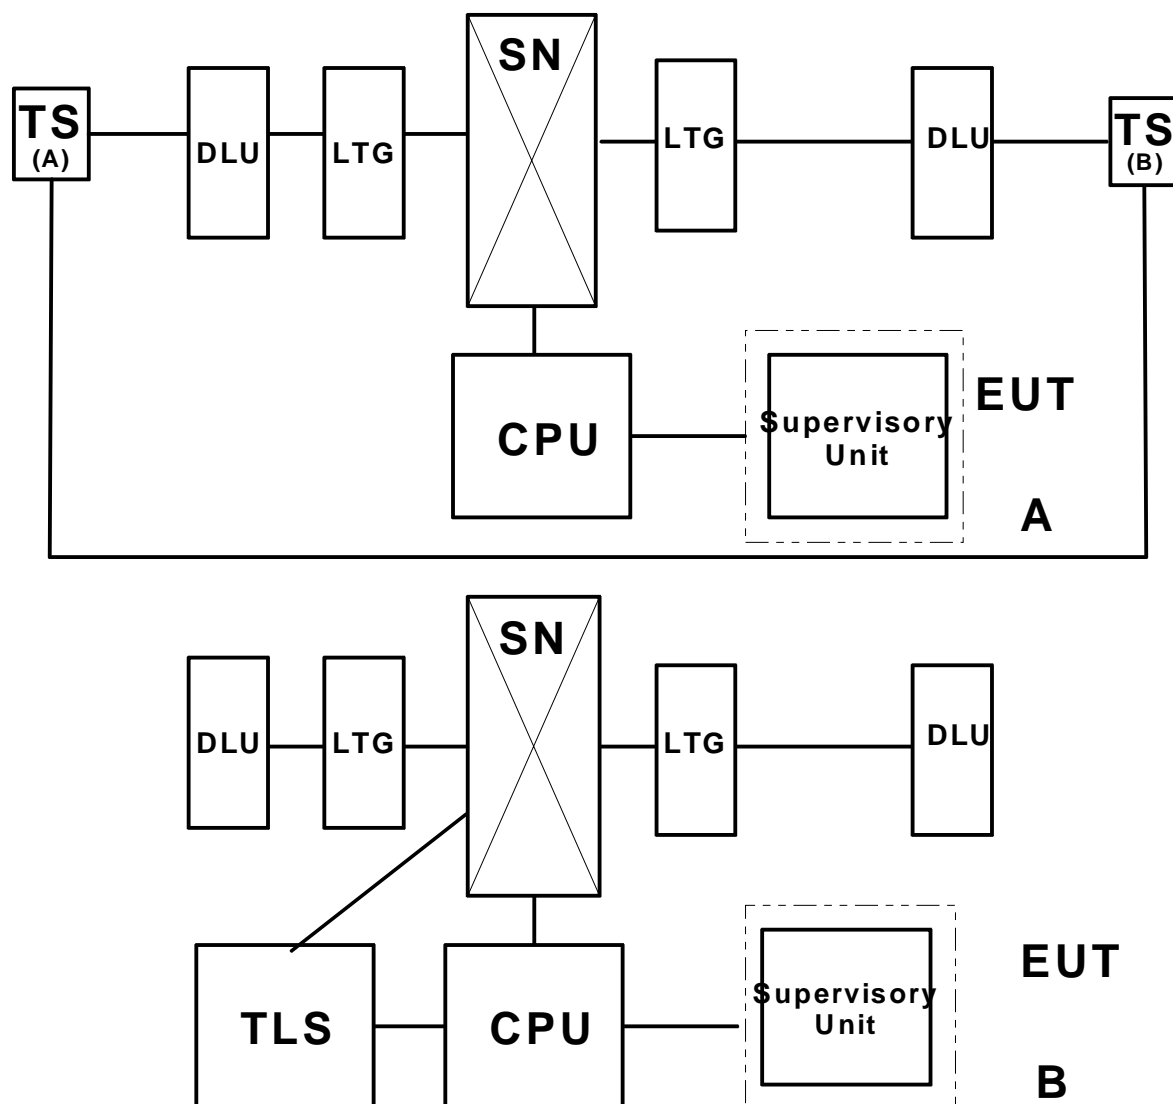 SN
TS
(A)
DLU
LTG
LTG
DLU
TS
(B)
CPU
Supervisory
Unit
EUT
A
SN
DLU
LTG
LTG
DLU
TLS
CPU
Supervisory
Unit
EUT
B